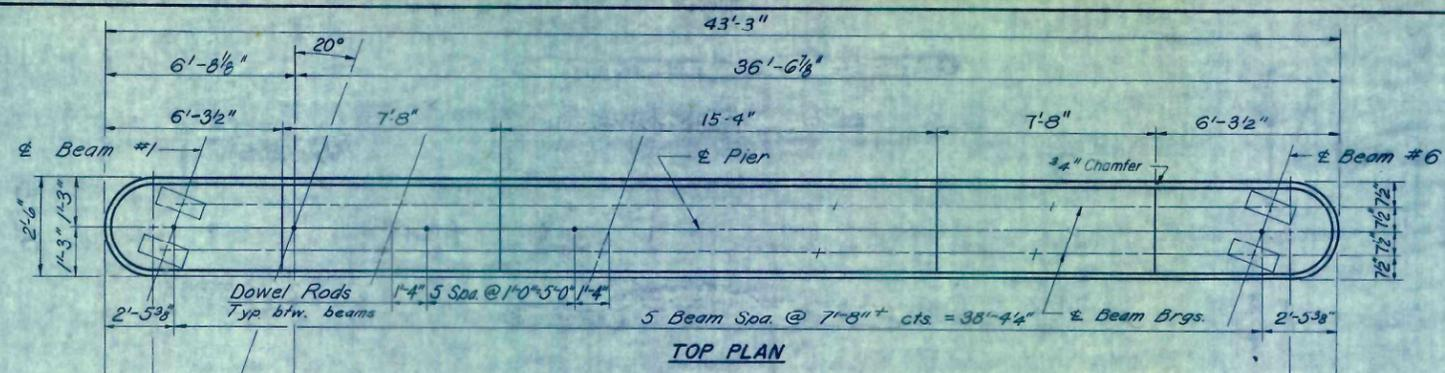 43'-3"
20°
6'-8⅛"
36'-6⅞"
6'-3½"
7'-8"
15'-4"
7'-8"
6'-3½"
℄ Beam #1
℄ Pier
¾" Chamfer
℄ Beam #6
2'-6"
1'-3"
1'-3"
7½"
7½"
7½"
7½"
Dowel Rods
Typ. btw. beams
1'-4"
5 Spa. @ 1'-0"=5'-0"
1'-4"
2'-5⅜"
5 Beam Spa. @ 7'-8"± cts. = 38'-4¼"
℄ Beam Brgs.
2'-5⅜"
TOP PLAN